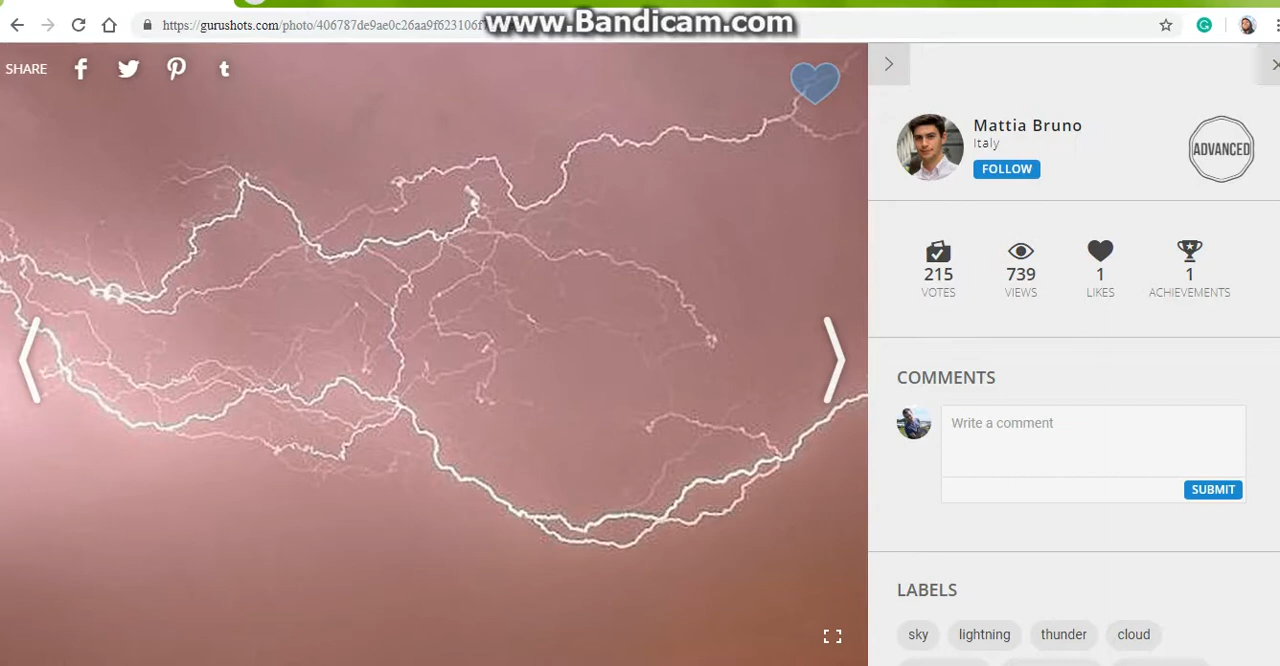 www.Bandicam.com
https://gurushots.com/photo/406787de9ae0c26aa9f623106f
SHARE
Mattia Bruno
Italy
FOLLOW
ADVANCED
215
VOTES
739
VIEWS
1
LIKES
1
ACHIEVEMENTS
COMMENTS
Write a comment
SUBMIT
LABELS
sky
lightning
thunder
cloud